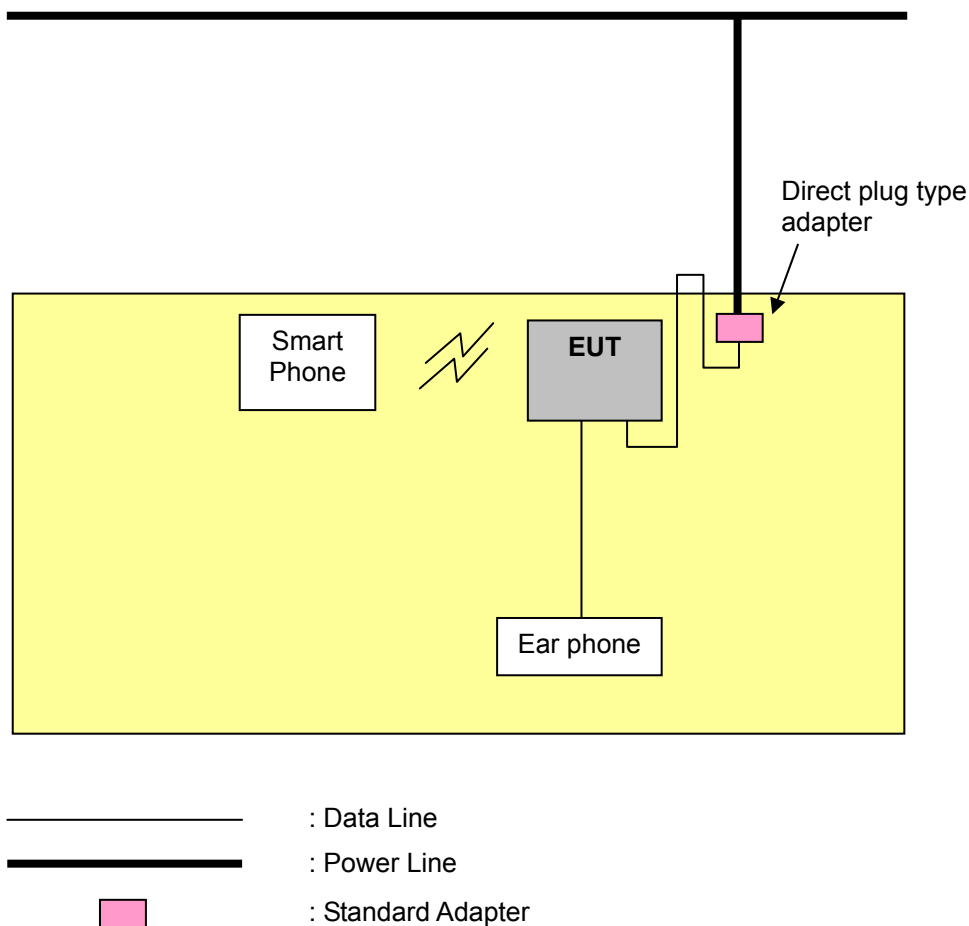 Direct plug type
adapter
Smart
Phone
EUT
Ear phone
: Data Line
: Power Line
: Standard Adapter